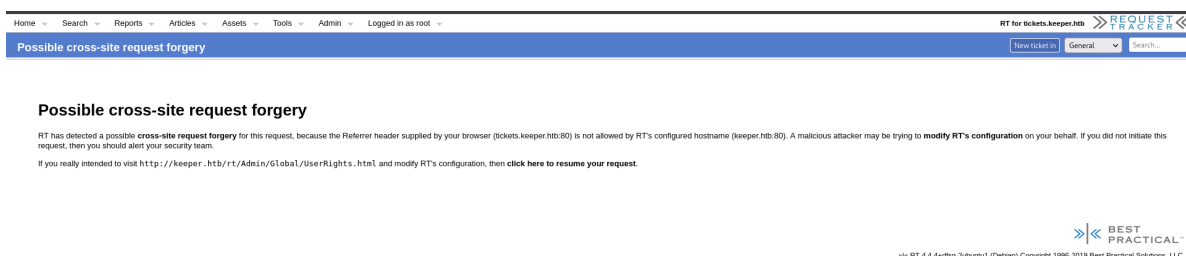 Home Search Reports Articles Assets Tools Admin Logged in as root RT for tickets.keeper.htb REQUEST TRACKER
Possible cross-site request forgery New ticket in General Search...
Possible cross-site request forgery
RT has detected a possible cross-site request forgery for this request, because the Referrer header supplied by your browser (tickets.keeper.htb:80) is not allowed by RT's configured hostname (keeper.htb:80). A malicious attacker may be trying to modify RT's configuration on your behalf. If you did not initiate this
request, then you should alert your security team.
If you really intended to visit http://keeper.htb/rt/Admin/Global/UserRights.html and modify RT's configuration, then click here to resume your request.
BEST
PRACTICAL™
»|« RT 4.4.4+dfsg-2ubuntu1 (Debian) Copyright 1996-2019 Best Practical Solutions, LLC.